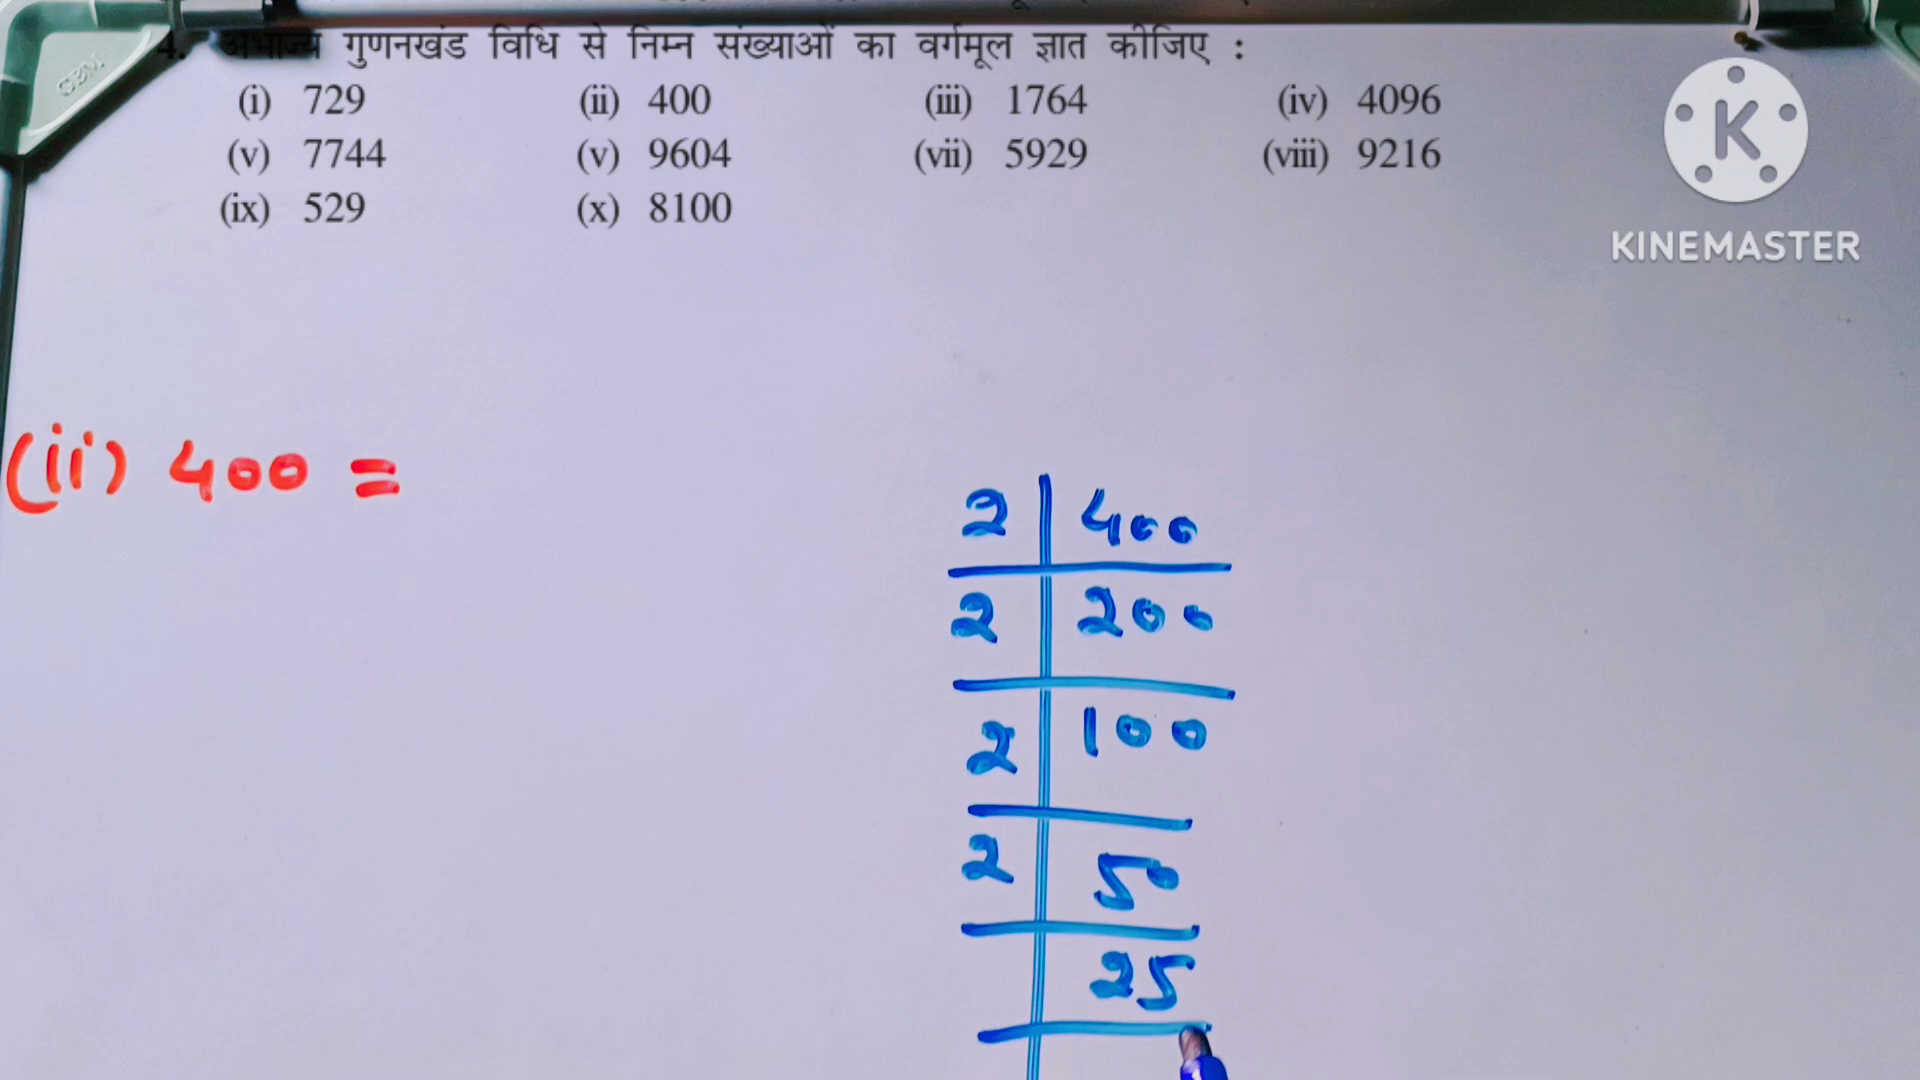 4. अभाज्य गुणनखंड विधि से निम्न संख्याओं का वर्गमूल ज्ञात कीजिए :
(i) 729 (ii) 400 (iii) 1764 (iv) 4096
(v) 7744 (v) 9604 (vii) 5929 (viii) 9216
(ix) 529 (x) 8100
K
KINEMASTER
(ii) 400 =
2 400
2 200
2 100
2 50
25